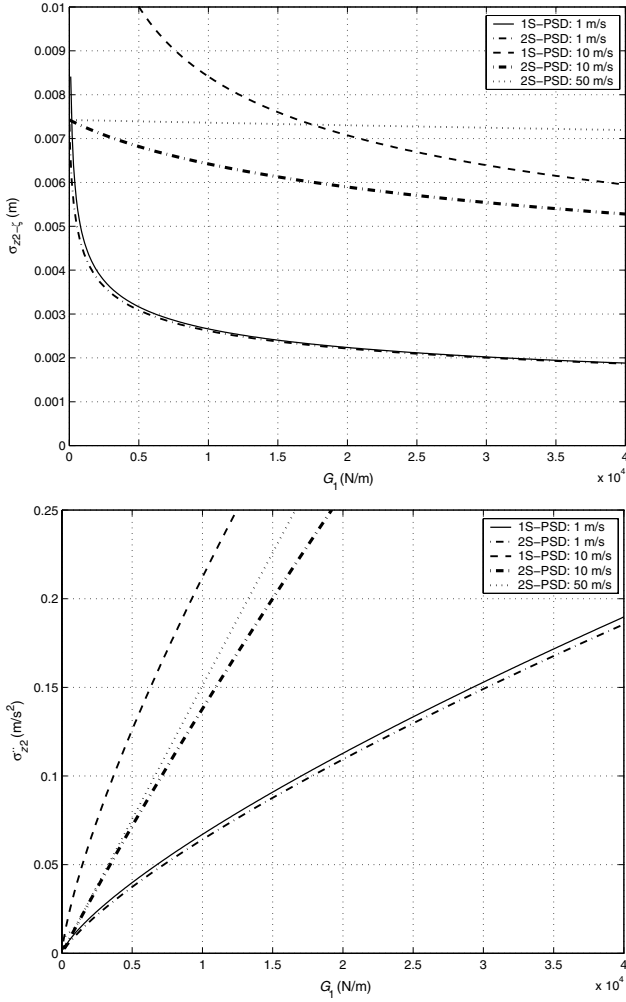 0.01
0.009
0.008
0.007
0.006
0.005
0.004
0.003
0.002
0.001
0
σz2−ζ (m)
1S−PSD: 1 m/s
2S−PSD: 1 m/s
1S−PSD: 10 m/s
2S−PSD: 10 m/s
2S−PSD: 50 m/s
0 0.5 1 1.5 2 2.5 3 3.5 4
G1 (N/m)
x 10^4
0.25
0.2
0.15
0.1
0.05
0
σz̈2 (m/s²)
1S−PSD: 1 m/s
2S−PSD: 1 m/s
1S−PSD: 10 m/s
2S−PSD: 10 m/s
2S−PSD: 50 m/s
0 0.5 1 1.5 2 2.5 3 3.5 4
G1 (N/m)
x 10^4